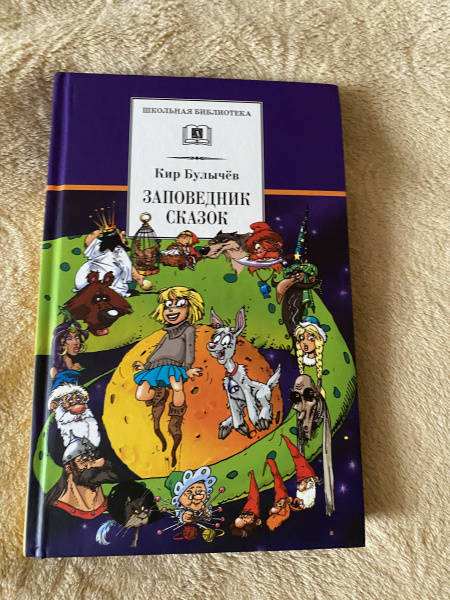 ШКОЛЬНАЯ БИБЛИОТЕКА
Кир Булычёв
ЗАПОВЕДНИК
СКАЗОК